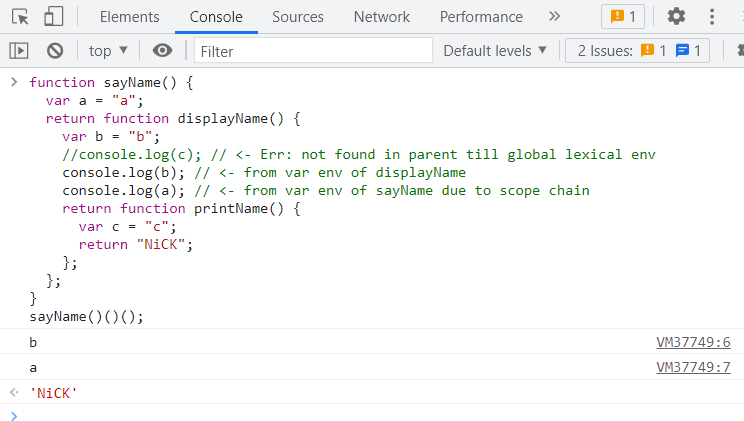 Elements Console Sources Network Performance » 1
top ▼ Filter Default levels ▼ 2 Issues: 1 1
> function sayName() {
  var a = "a";
  return function displayName() {
    var b = "b";
    //console.log(c); // <- Err: not found in parent till global lexical env
    console.log(b); // <- from var env of displayName
    console.log(a); // <- from var env of sayName due to scope chain
    return function printName() {
      var c = "c";
      return "NiCK";
    };
  };
}
sayName()()();
b VM37749:6
a VM37749:7
'NiCK'
>